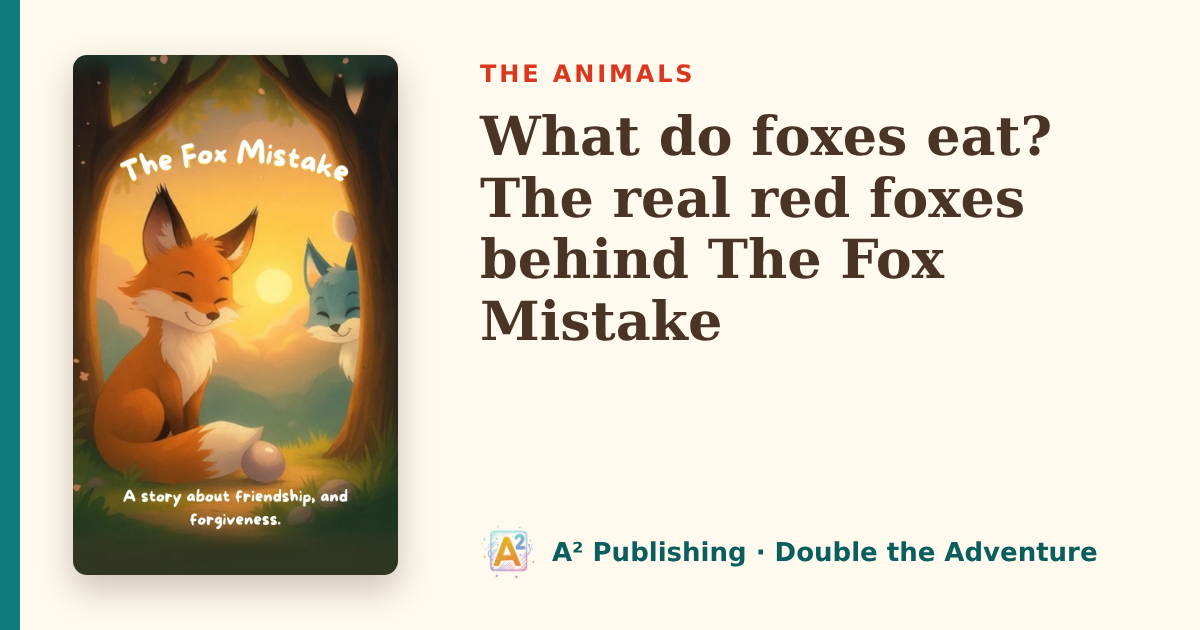 The Fox Mistake
A story about friendship, and
forgiveness.
THE ANIMALS
What do foxes eat?
The real red foxes
behind The Fox
Mistake
A²
A² Publishing · Double the Adventure